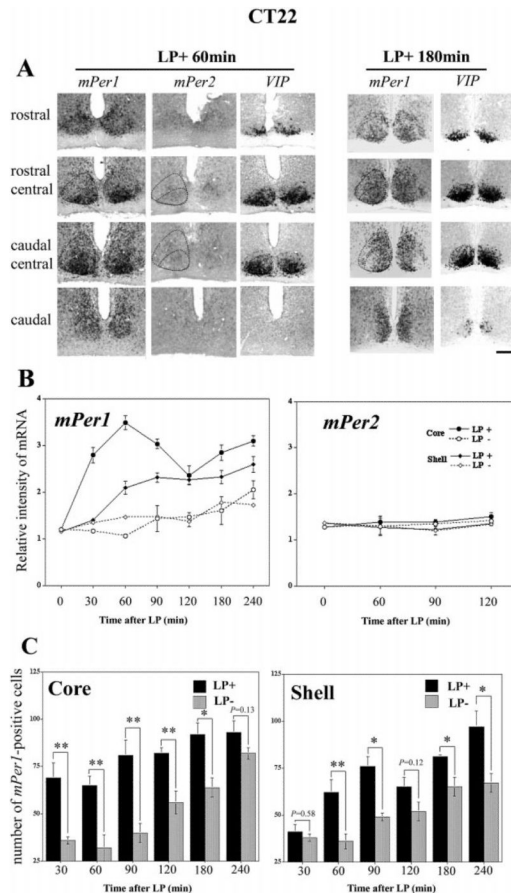 CT22
LP+ 60min LP+ 180min
A mPer1 mPer2 VIP mPer1 VIP
rostral
rostral
central
caudal
central
caudal
B
mPer1 mPer2
Relative intensity of mRNA
4
3
2
1
0 30 60 90 120 180 240
Time after LP (min)
4
3
2
1
Core LP +
LP -
Shell LP +
LP -
0 60 90 120
Time after LP (min)
C
number of mPer1-positive cells
Core
LP+
LP-
125
100
75
50
25
** ** ** ** * P=0.13
30 60 90 120 180 240
Time after LP (min)
Shell
LP+
LP-
125
100
75
50
25
P=0.58 ** * P=0.12 * *
30 60 90 120 180 240
Time after LP (min)